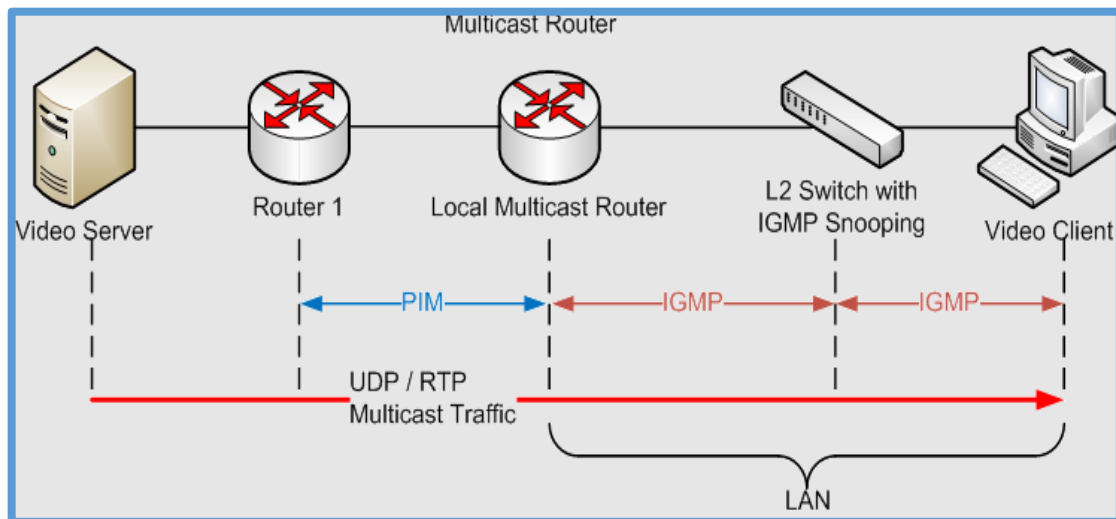 Multicast Router
Video Server
Router 1
Local Multicast Router
L2 Switch with
IGMP Snooping
Video Client
PIM
IGMP
IGMP
UDP / RTP
Multicast Traffic
LAN